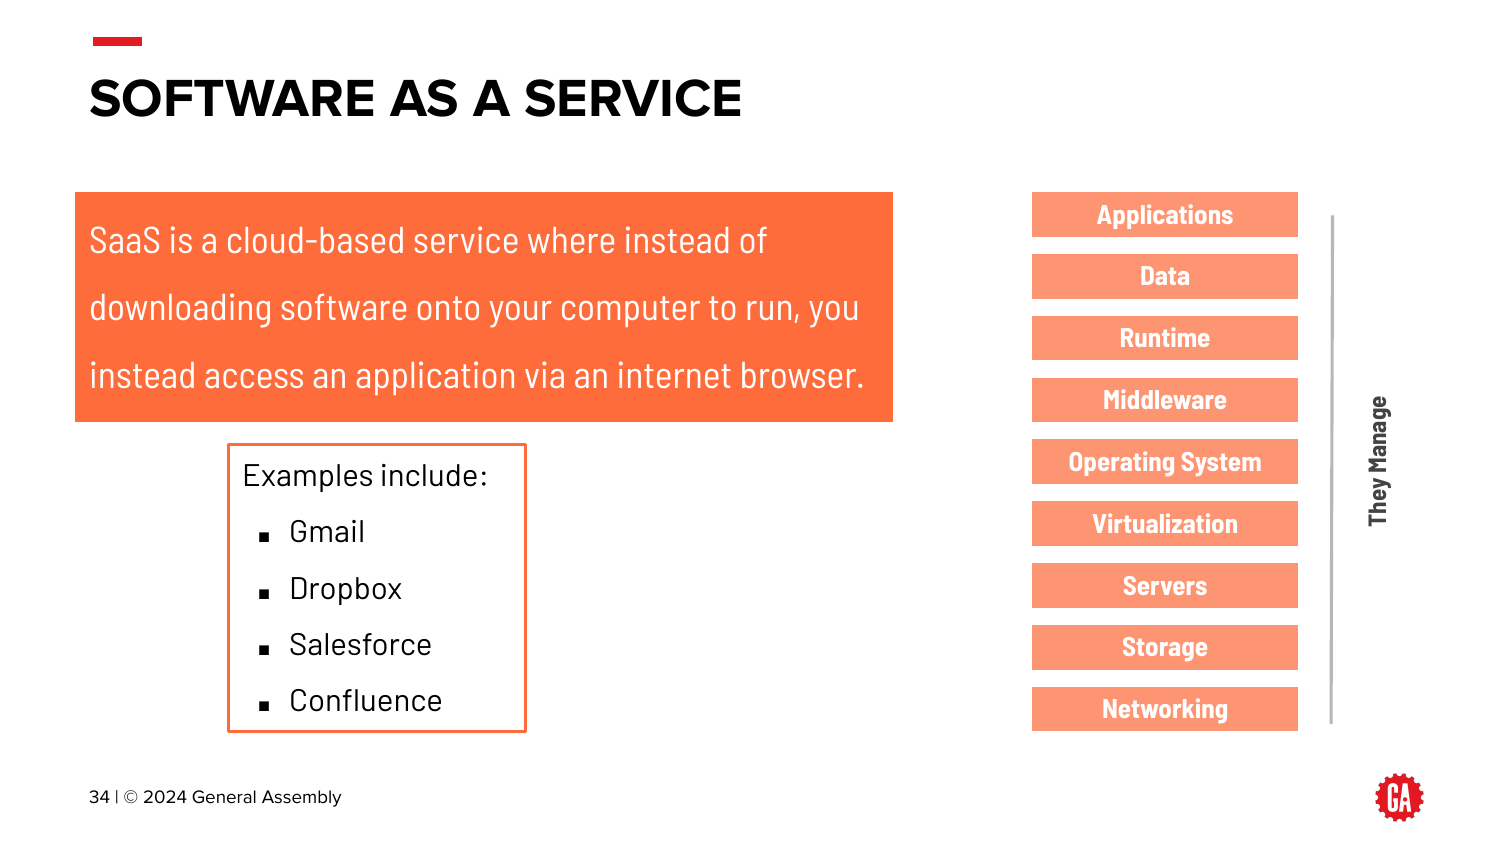 SOFTWARE AS A SERVICE
SaaS is a cloud-based service where instead of
downloading software onto your computer to run, you
instead access an application via an internet browser.
Examples include:
▪ Gmail
▪ Dropbox
▪ Salesforce
▪ Confluence
Applications
Data
Runtime
Middleware
Operating System
Virtualization
Servers
Storage
Networking
They Manage
34 | © 2024 General Assembly
GA